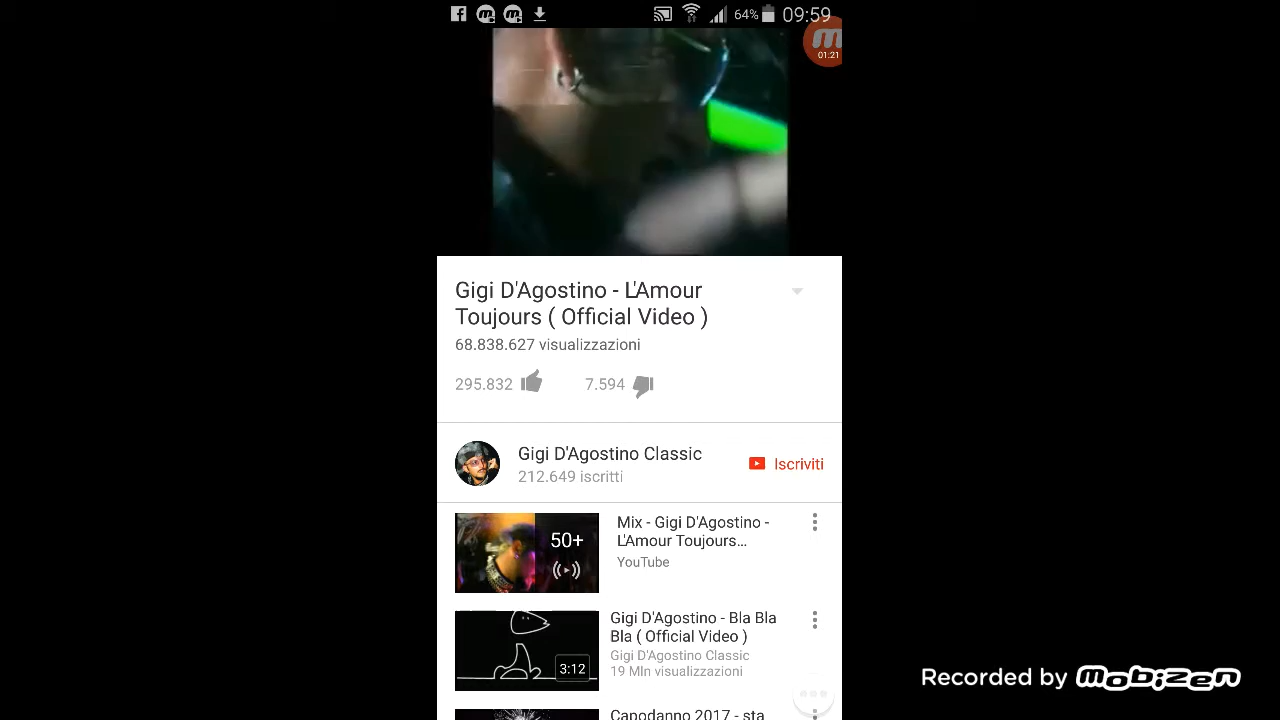 64% 09:59
01:21
Gigi D'Agostino - L'Amour
Toujours ( Official Video )
68.838.627 visualizzazioni
295.832 7.594
Gigi D'Agostino Classic
212.649 iscritti
Iscriviti
50+
Mix - Gigi D'Agostino -
L'Amour Toujours...
YouTube
3:12
Gigi D'Agostino - Bla Bla
Bla ( Official Video )
Gigi D'Agostino Classic
19 Mln visualizzazioni
Capodanno 2017 - sta
Recorded by mobizen